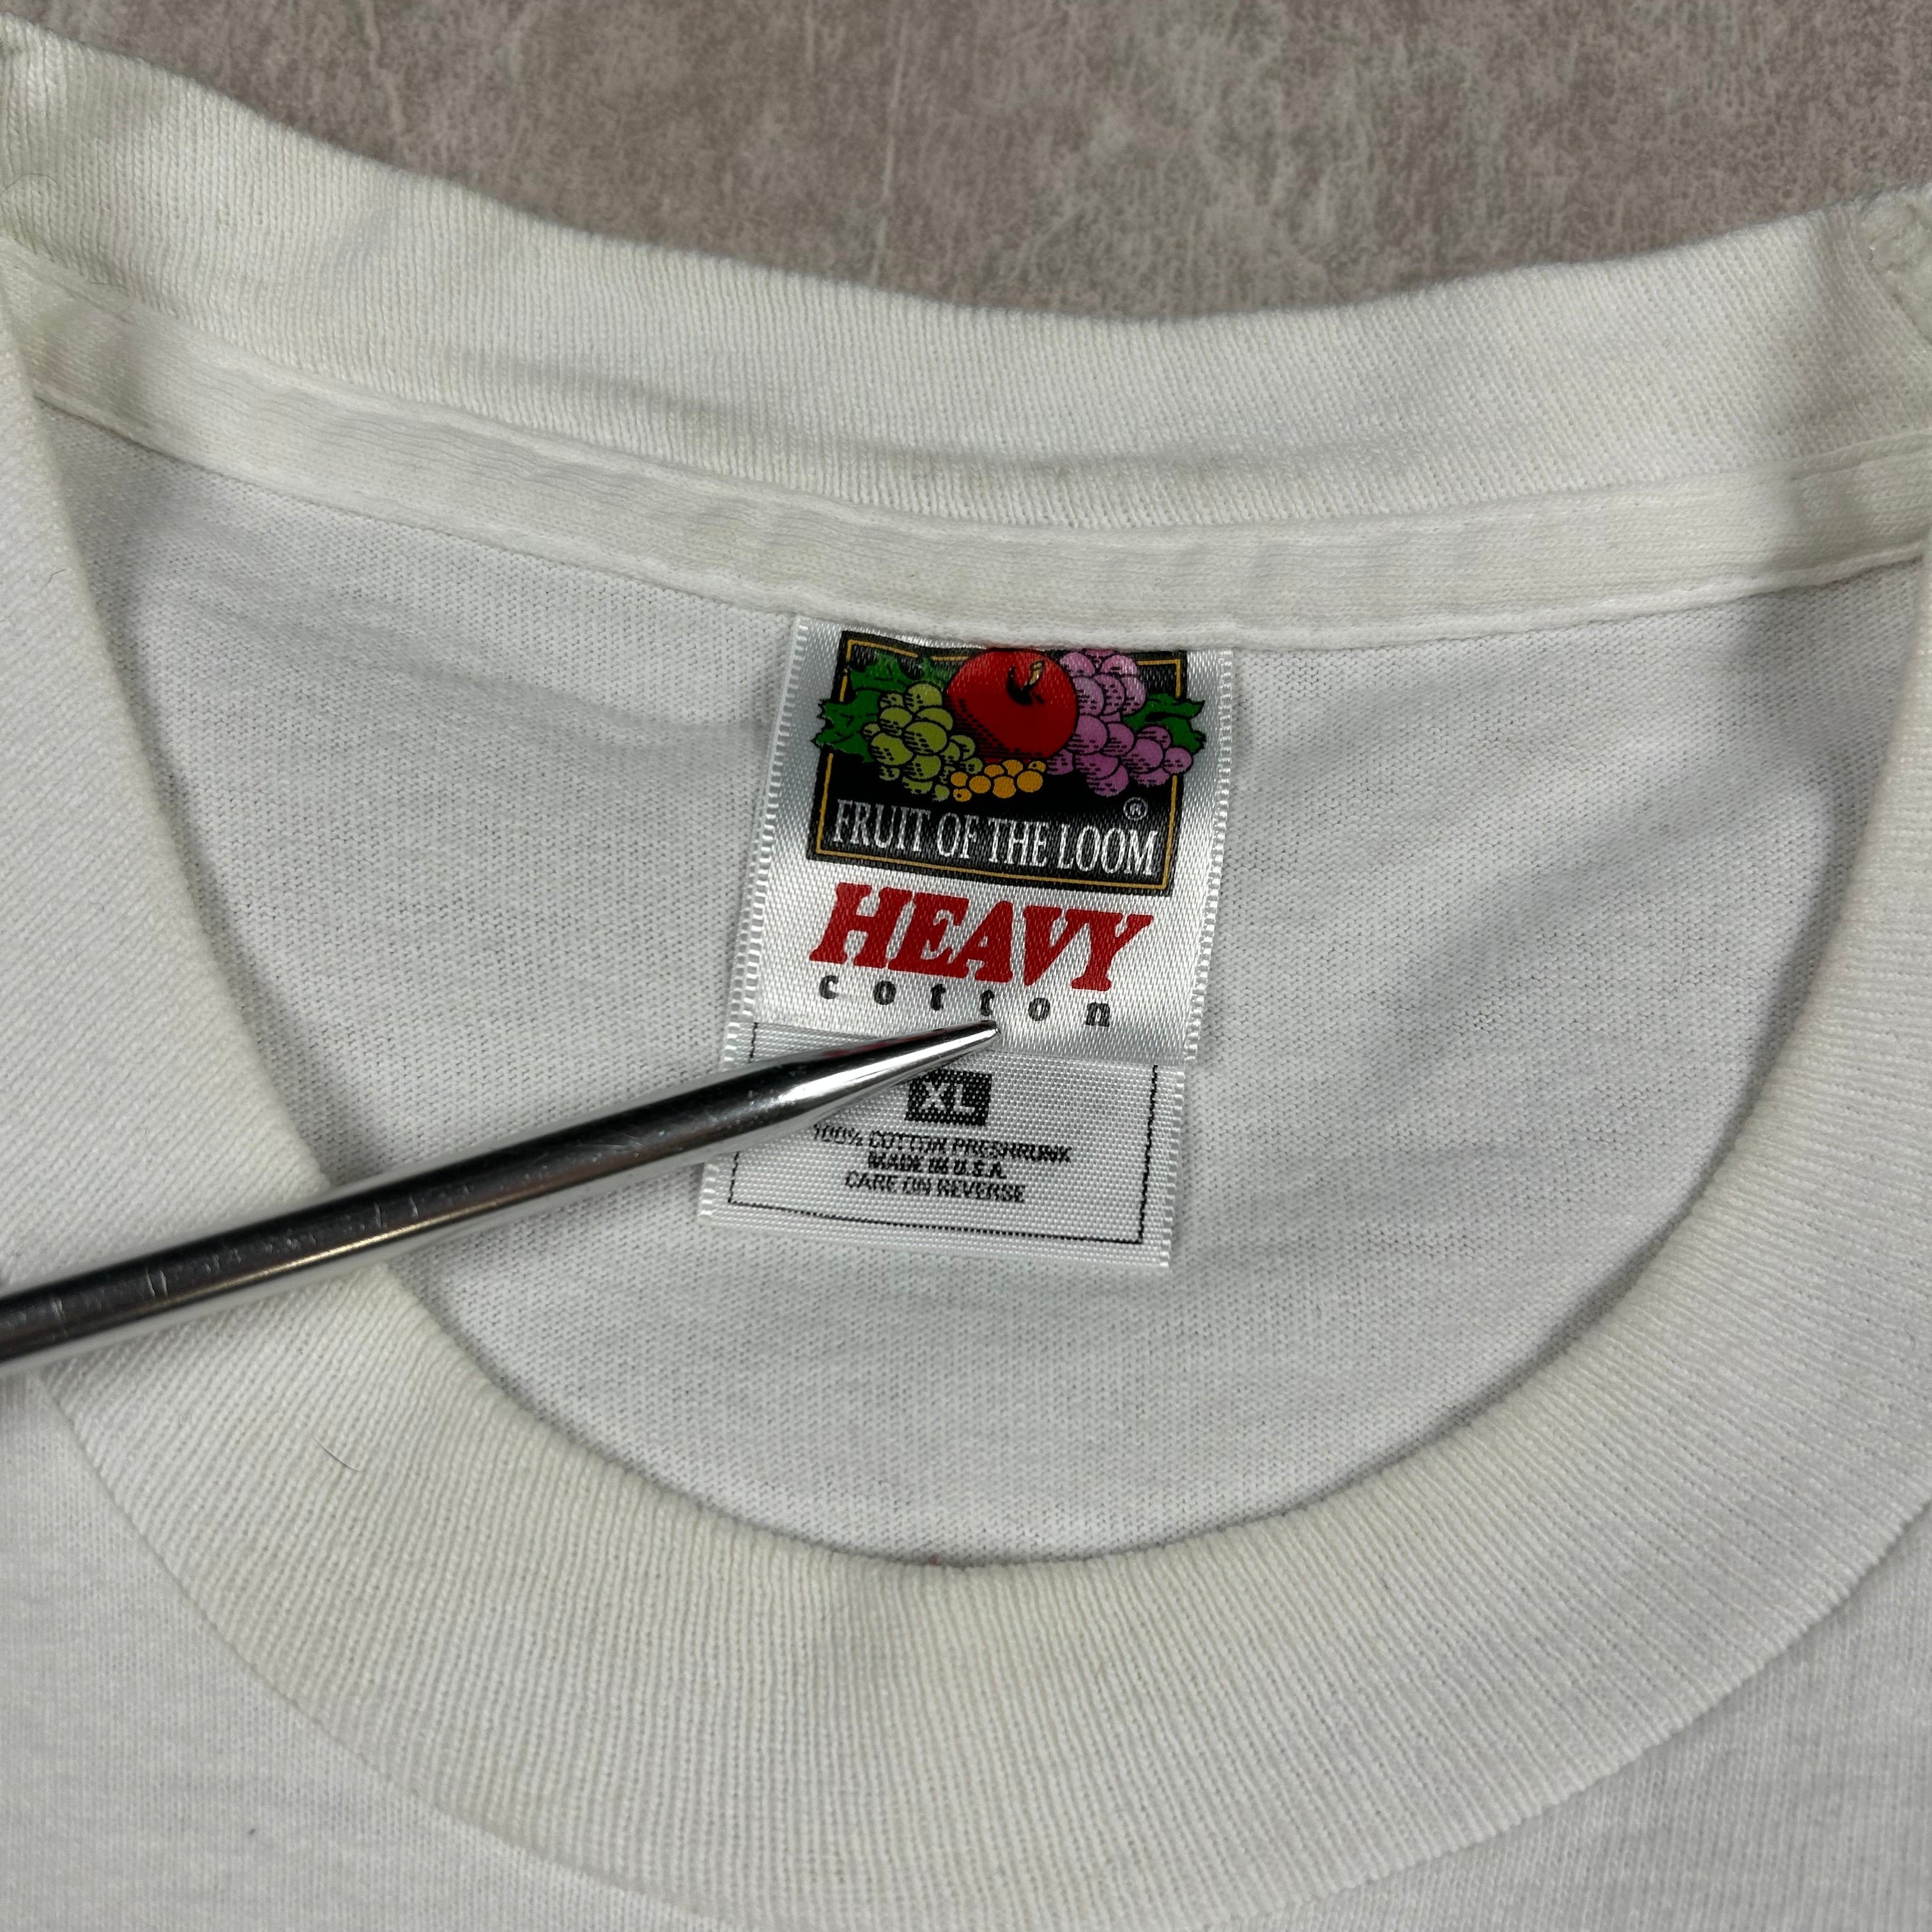 ®
FRUIT OF THE LOOM
HEAVY
cotton
XL
100% COTTON PRESHRUNK
MADE IN U.S.A.
CARE ON REVERSE